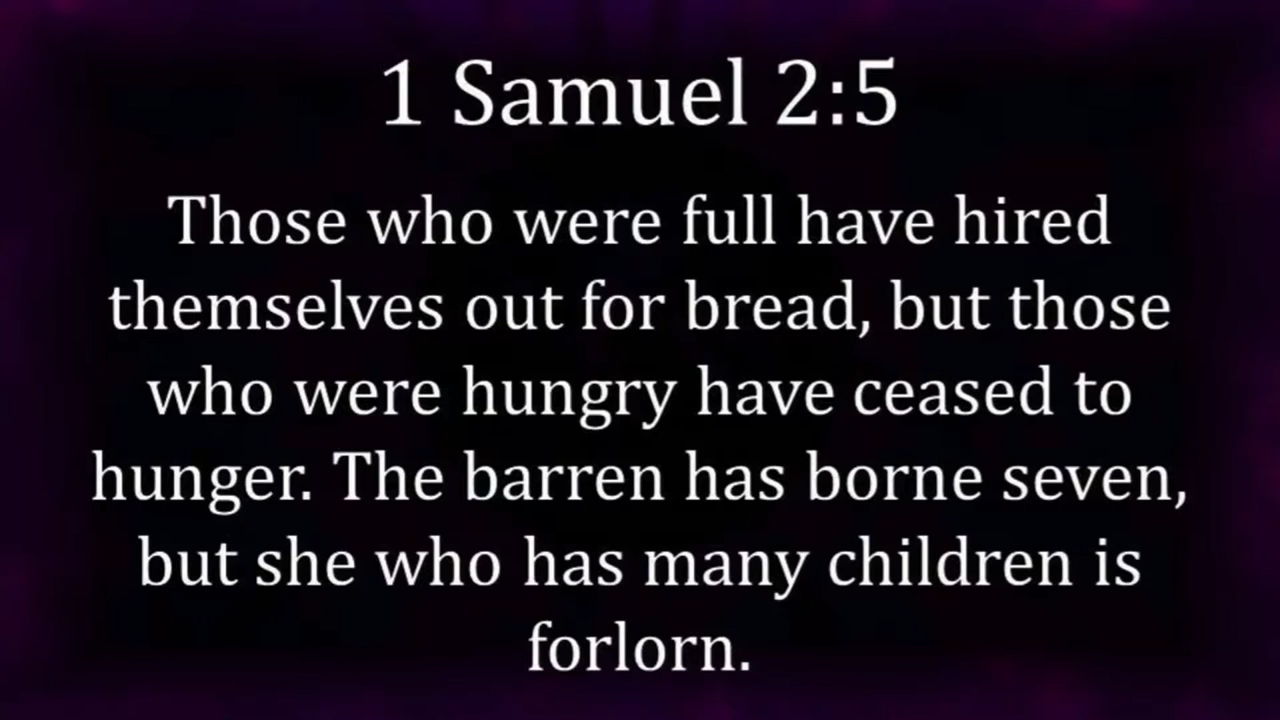 1 Samuel 2:5
Those who were full have hired
themselves out for bread, but those
who were hungry have ceased to
hunger. The barren has borne seven,
but she who has many children is
forlorn.